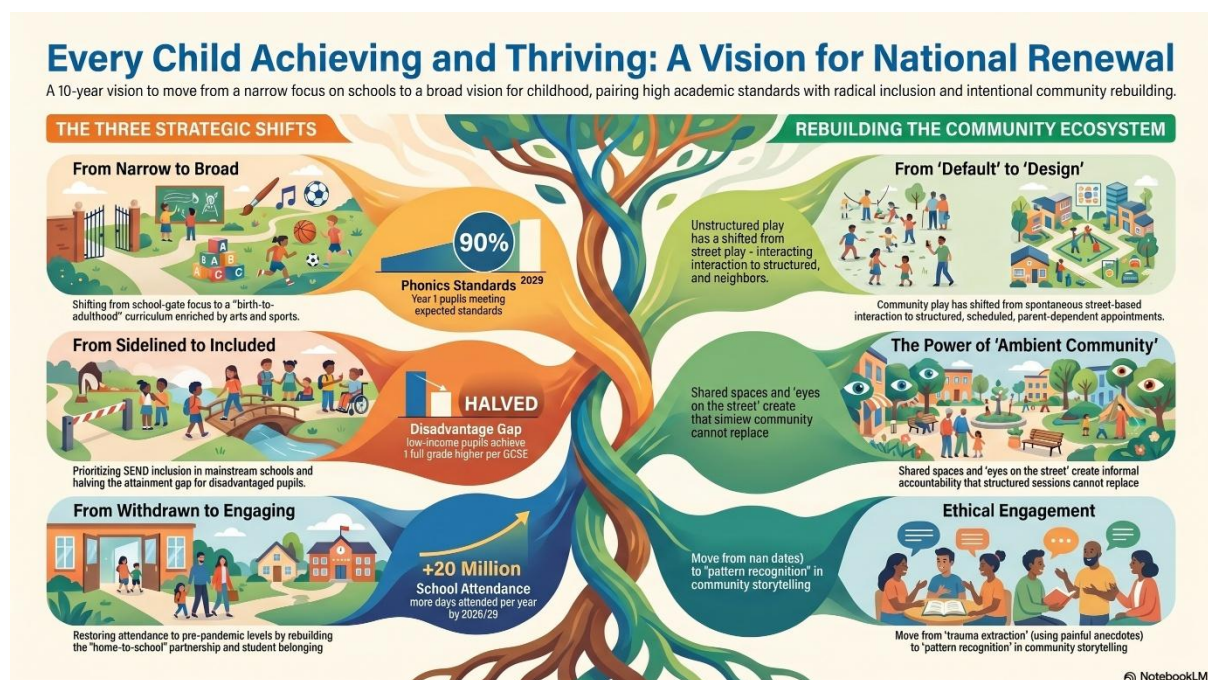 Every Child Achieving and Thriving: A Vision for National Renewal
A 10-year vision to move from a narrow focus on schools to a broad vision for childhood, pairing high academic standards with radical inclusion and intentional community rebuilding.
THE THREE STRATEGIC SHIFTS
From Narrow to Broad
A
B A B
A C C
Shifting from school-gate focus to a "birth-to-
adulthood" curriculum enriched by arts and sports.
90%
2029
Phonics Standards
Year 1 pupils meeting
expected standards
From Sidelined to Included
Prioritizing SEND inclusion in mainstream schools and
halving the attainment gap for disadvantaged pupils.
HALVED
Disadvantage Gap
low-income pupils achieve
1 full grade higher per GCSE
From Withdrawn to Engaging
Restoring attendance to pre-pandemic levels by rebuilding
the "home-to-school" partnership and student belonging
+20 Million
School Attendance
more days attended per year
by 2026/29
REBUILDING THE COMMUNITY ECOSYSTEM
Unstructured play
has a shifted from
street play - interacting
interaction to structured,
and neighbors.
From 'Default' to 'Design'
Community play has shifted from spontaneous street-based
interaction to structured, scheduled, parent-dependent appointments.
Shared spaces and 'eyes
on the street' create
that simiew community
cannot replace
The Power of 'Ambient Community'
Shared spaces and 'eyes on the street' create informal
accountability that structured sessions cannot replace
Move from nan dates)
to "pattern recognition" in
community storytelling
Ethical Engagement
Move from 'trauma extraction' (using painful anecdotes)
to 'pattern recognition' in community storytelling
NotebookLM